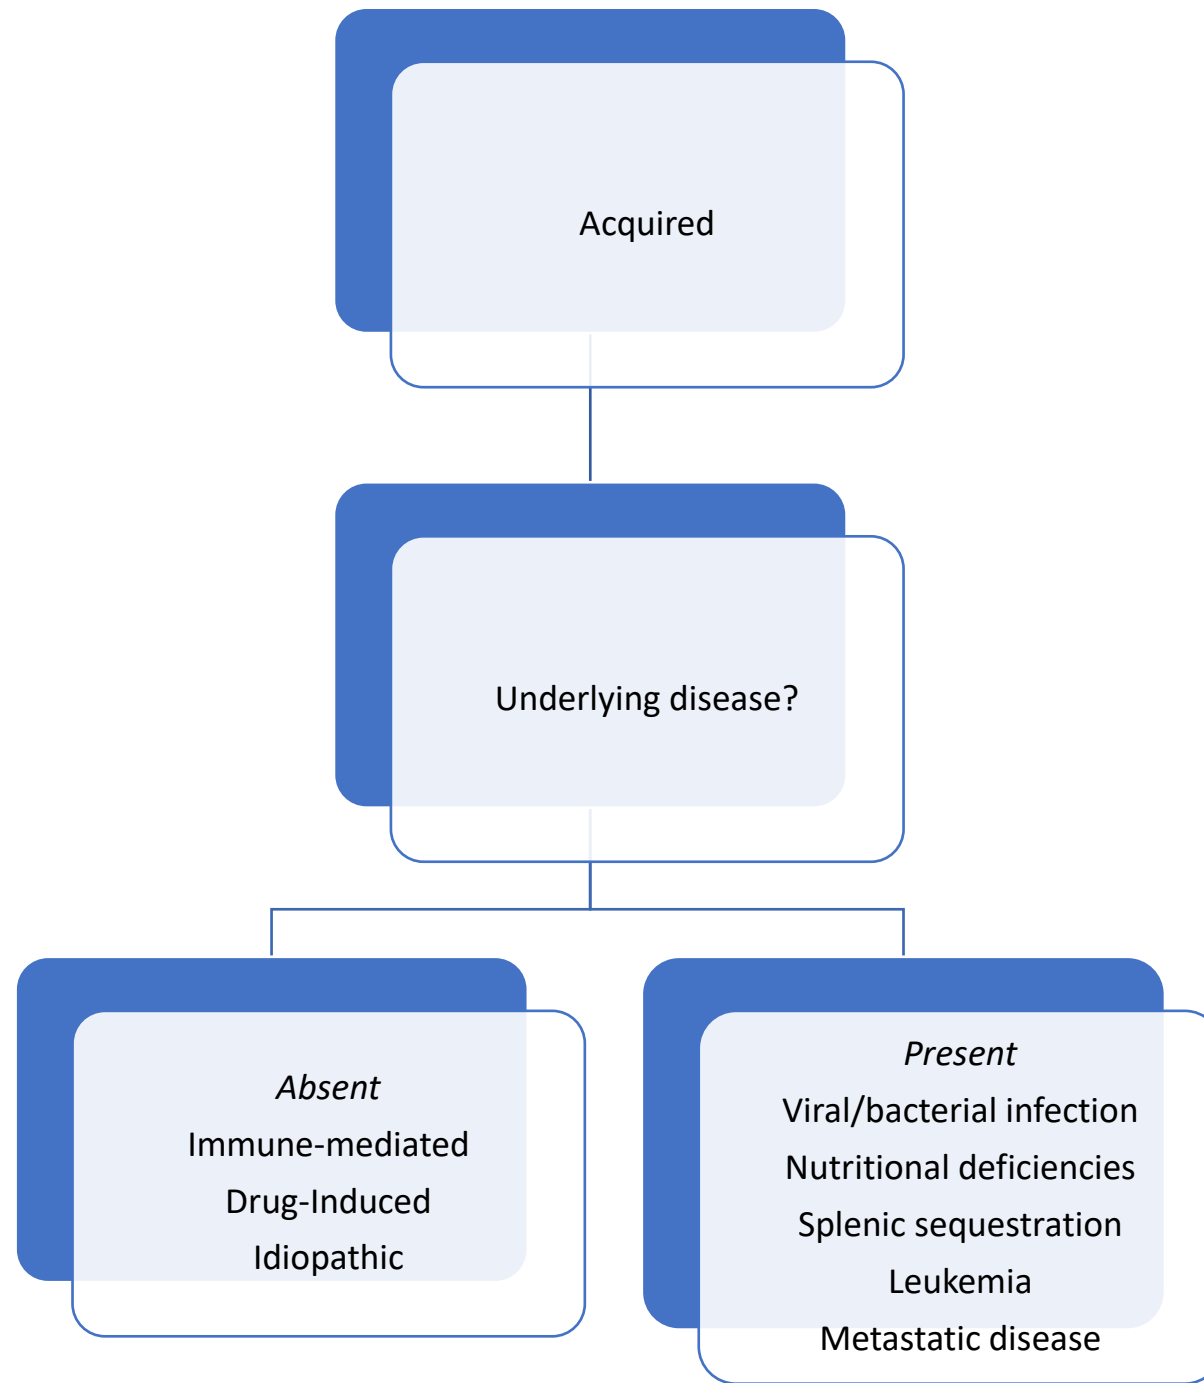 Acquired
Underlying disease?
Absent
Immune-mediated
Drug-Induced
Idiopathic
Present
Viral/bacterial infection
Nutritional deficiencies
Splenic sequestration
Leukemia
Metastatic disease